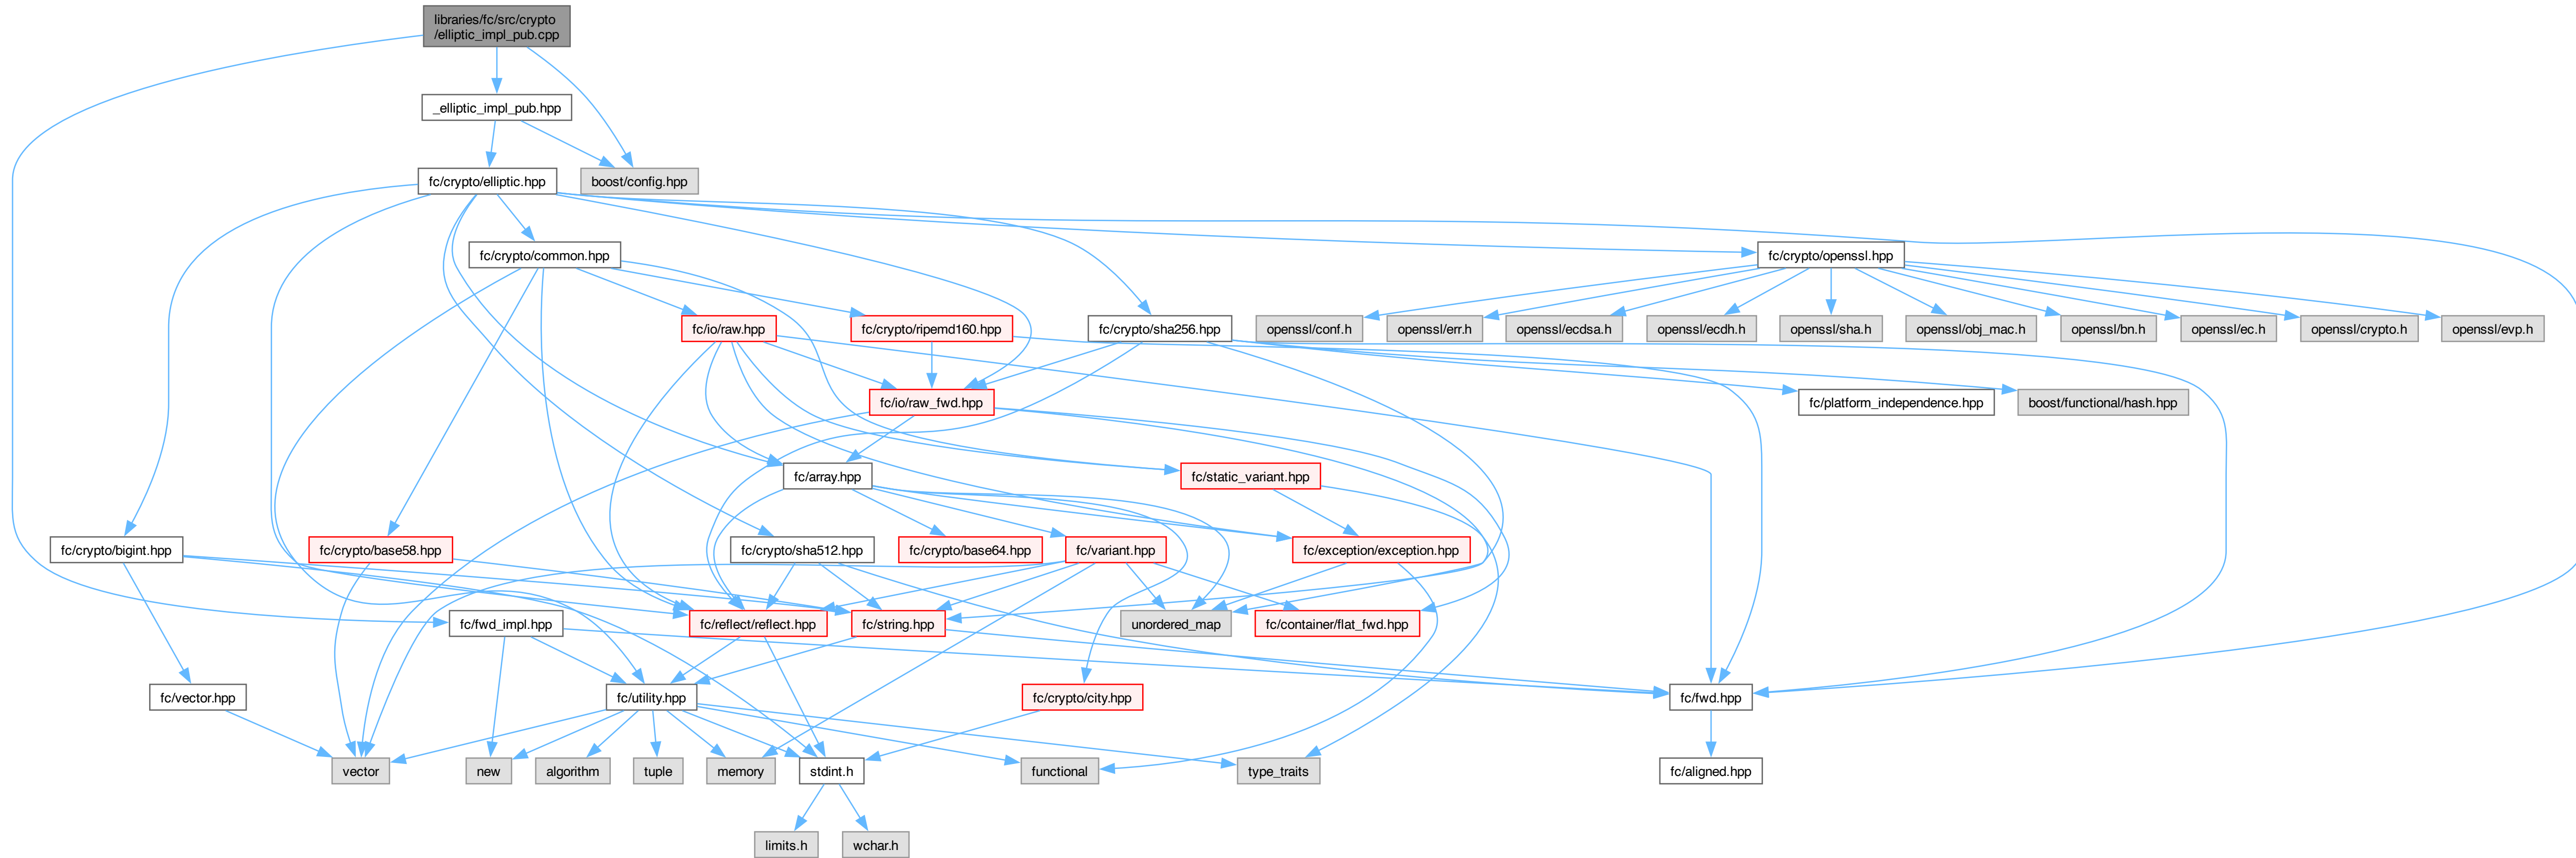 libraries/fc/src/crypto
/elliptic_impl_pub.cpp
_elliptic_impl_pub.hpp
fc/crypto/elliptic.hpp
boost/config.hpp
fc/crypto/common.hpp
fc/crypto/openssl.hpp
fc/io/raw.hpp
fc/crypto/ripemd160.hpp
fc/crypto/sha256.hpp
openssl/conf.h
openssl/err.h
openssl/ecdsa.h
openssl/ecdh.h
openssl/sha.h
openssl/obj_mac.h
openssl/bn.h
openssl/ec.h
openssl/crypto.h
openssl/evp.h
fc/io/raw_fwd.hpp
fc/platform_independence.hpp
boost/functional/hash.hpp
fc/array.hpp
fc/static_variant.hpp
fc/crypto/bigint.hpp
fc/crypto/base58.hpp
fc/crypto/sha512.hpp
fc/crypto/base64.hpp
fc/variant.hpp
fc/exception/exception.hpp
fc/fwd_impl.hpp
fc/reflect/reflect.hpp
fc/string.hpp
unordered_map
fc/container/flat_fwd.hpp
fc/vector.hpp
fc/utility.hpp
fc/crypto/city.hpp
fc/fwd.hpp
vector
new
algorithm
tuple
memory
stdint.h
functional
type_traits
fc/aligned.hpp
limits.h
wchar.h